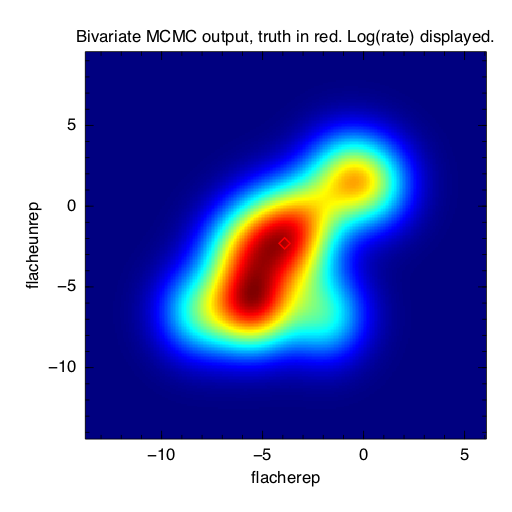 Bivariate MCMC output, truth in red. Log(rate) displayed.
5
0
−5
−10
flacheunrep
−10 −5 0 5
flacherep